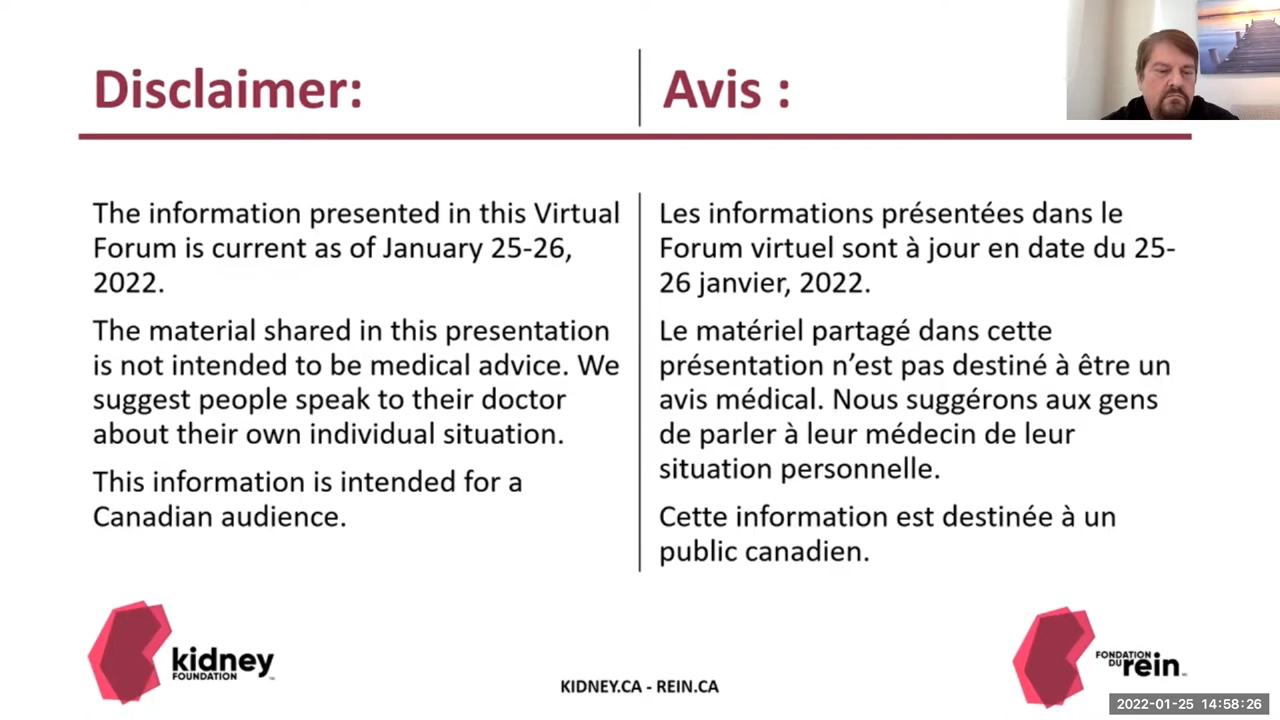 Disclaimer:
The information presented in this Virtual
Forum is current as of January 25-26,
2022.
The material shared in this presentation
is not intended to be medical advice. We
suggest people speak to their doctor
about their own individual situation.
This information is intended for a
Canadian audience.
Avis :
Les informations présentées dans le
Forum virtuel sont à jour en date du 25-
26 janvier, 2022.
Le matériel partagé dans cette
présentation n’est pas destiné à être un
avis médical. Nous suggérons aux gens
de parler à leur médecin de leur
situation personnelle.
Cette information est destinée à un
public canadien.
kidney
FOUNDATION
KIDNEY.CA - REIN.CA
FONDATION
DU rein
2022-01-25 14:58:26